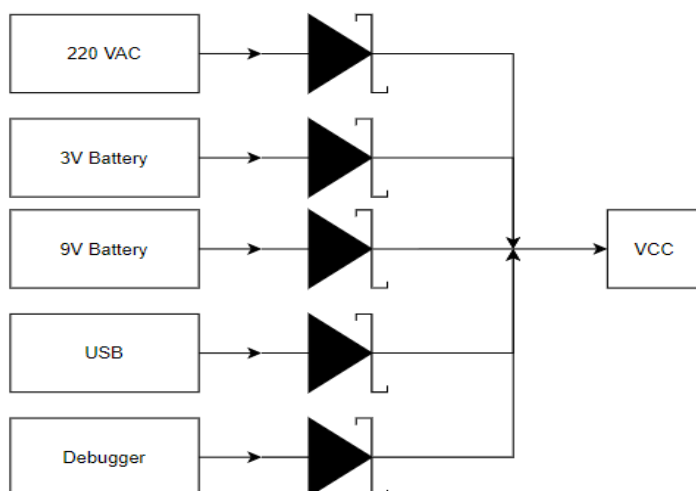 220 VAC
3V Battery
9V Battery
VCC
USB
Debugger